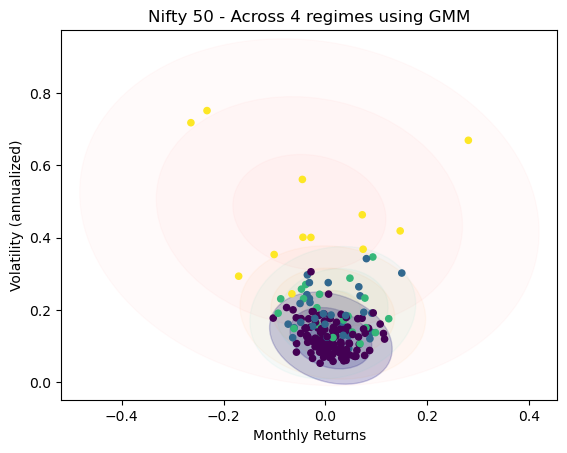 Nifty 50 - Across 4 regimes using GMM
Volatility (annualized)
0.8
0.6
0.4
0.2
0.0
−0.4 −0.2 0.0 0.2 0.4
Monthly Returns